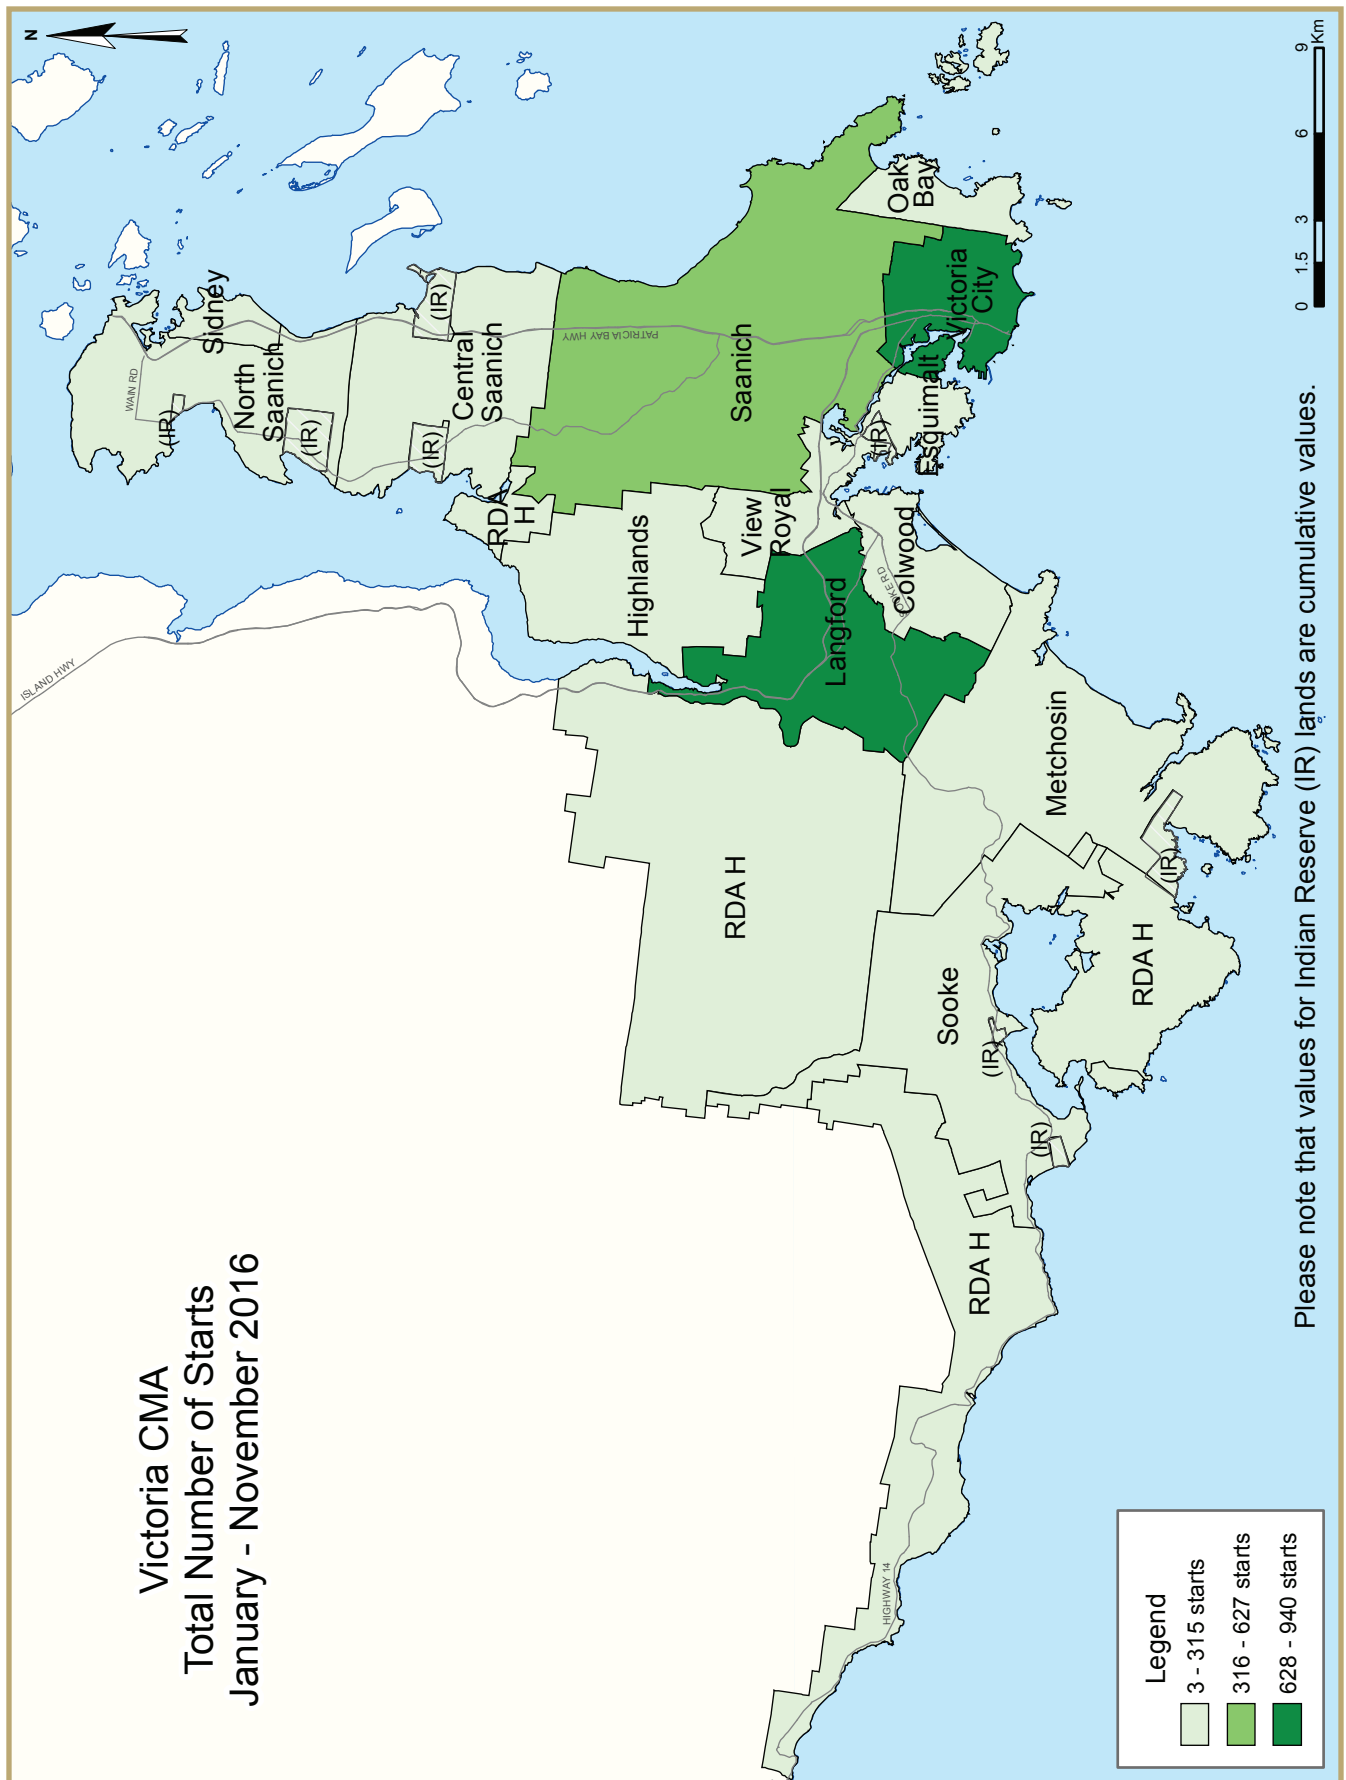 Victoria CMA
Total Number of Starts
January - November 2016
N
ISLAND HWY
WAIN RD
(IR)
Sidney
North
Saanich
(IR)
(IR)
Central
Saanich
(IR)
PATRICIA BAY HWY
RDA
H
Saanich
Highlands
View
Royal
Oak
Bay
Victoria
City
Esquimalt
(IR)
Langford
Colwood
SOOKE RD
RDA H
Metchosin
(IR)
Sooke
(IR)
(IR)
RDA H
RDA H
HIGHWAY 14
Legend
3 - 315 starts
316 - 627 starts
628 - 940 starts
0 1.5 3 6 9
Km
Please note that values for Indian Reserve (IR) lands are cumulative values.